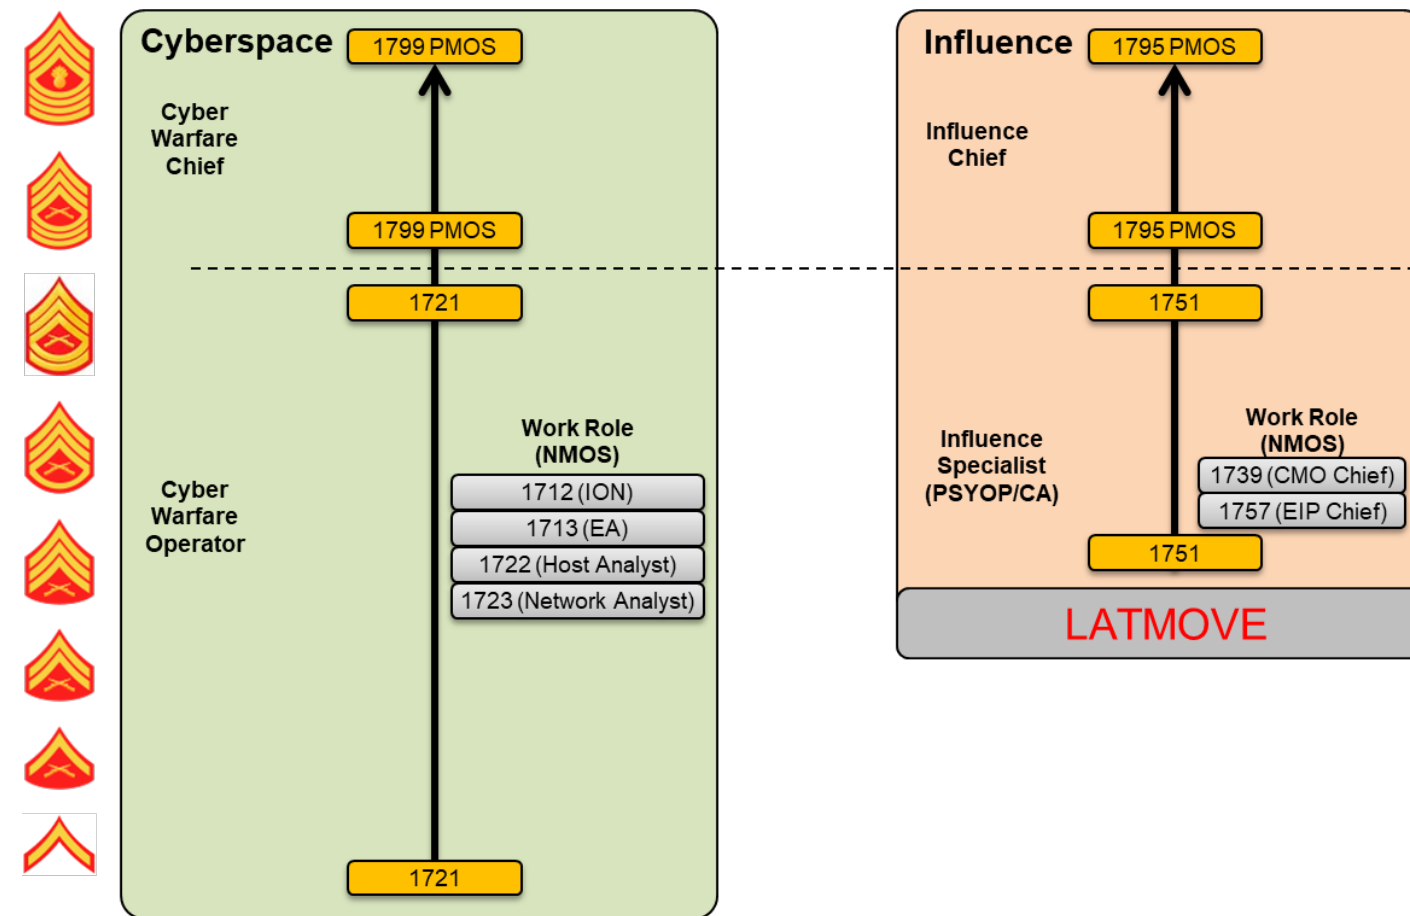 Cyberspace
1799 PMOS
Cyber
Warfare
Chief
1799 PMOS
1721
Work Role
(NMOS)
1712 (ION)
1713 (EA)
1722 (Host Analyst)
1723 (Network Analyst)
Cyber
Warfare
Operator
1721
Influence
1795 PMOS
Influence
Chief
1795 PMOS
1751
Work Role
(NMOS)
1739 (CMO Chief)
1757 (EIP Chief)
Influence
Specialist
(PSYOP/CA)
1751
LATMOVE